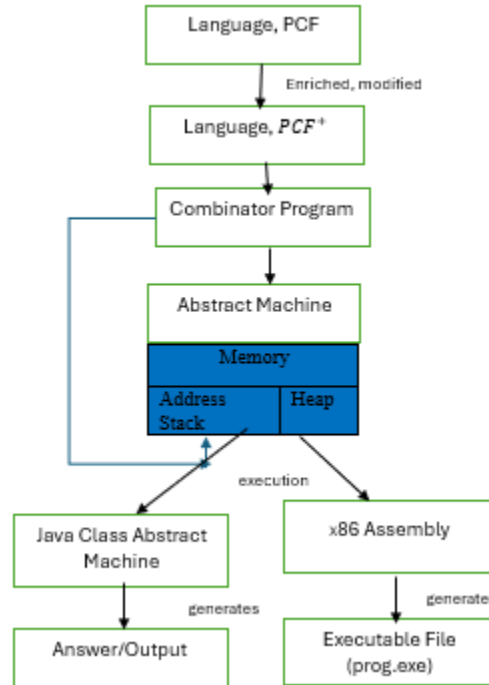 Language, PCF
Enriched, modified
Language, PCF⁺
Combinator Program
Abstract Machine
Memory
Address
Stack
Heap
execution
Java Class Abstract
Machine
x86 Assembly
generates
generate
Answer/Output
Executable File
(prog.exe)